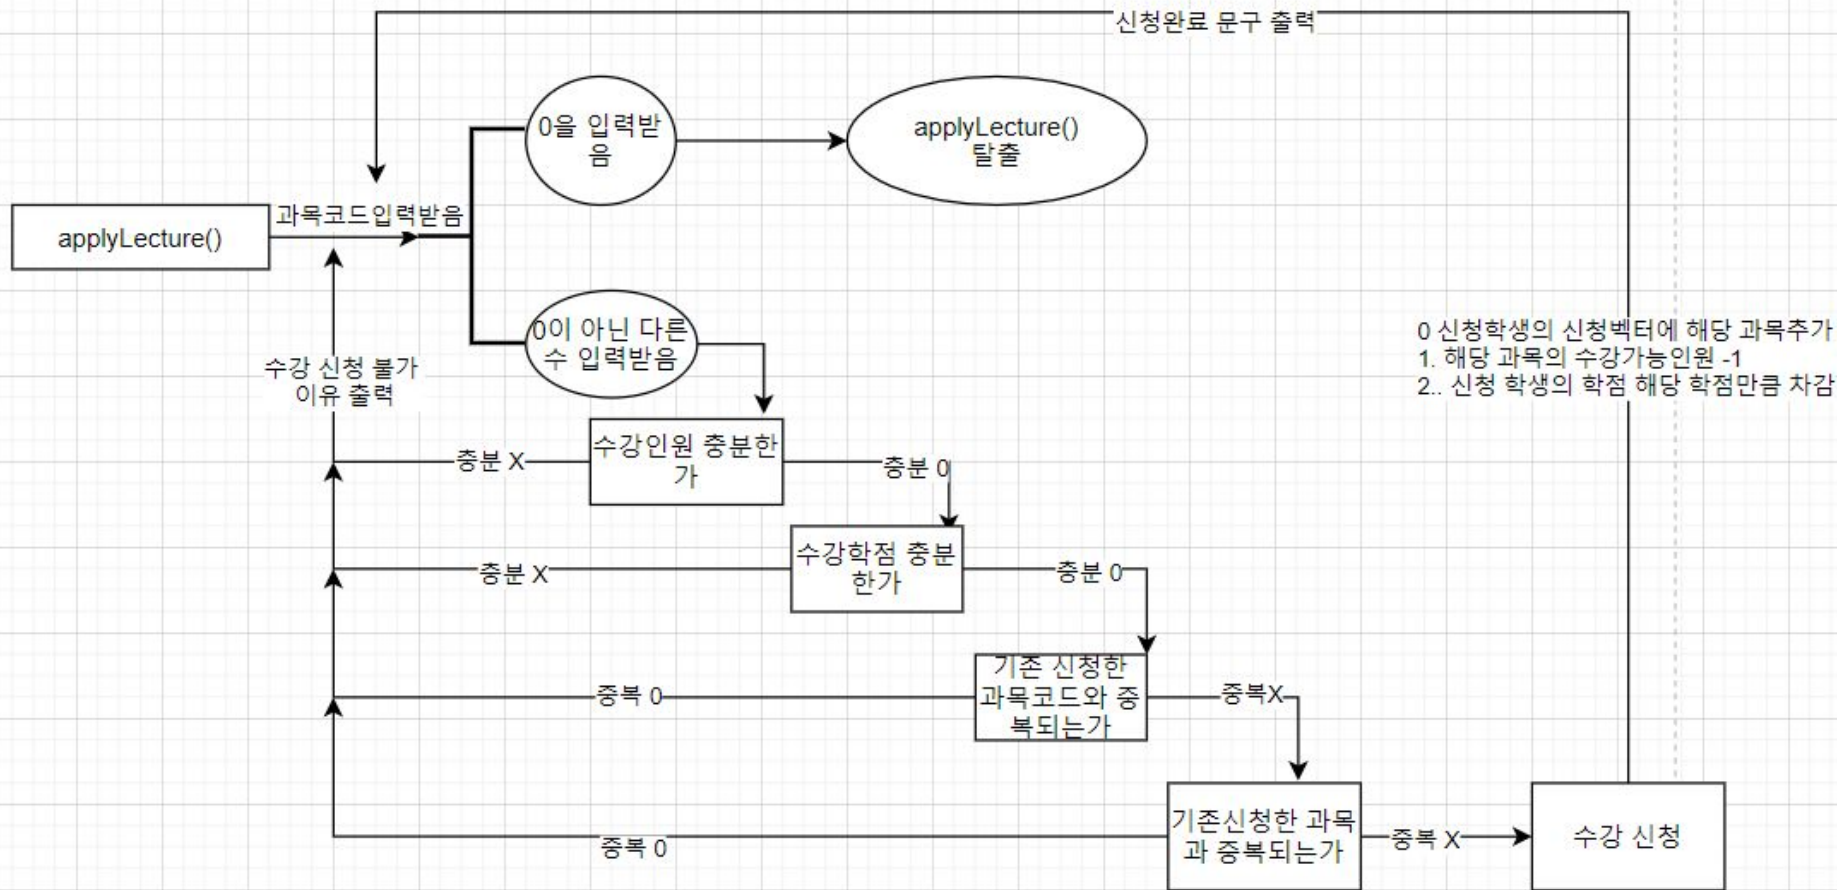 신청완료 문구 출력
0을 입력받
음
applyLecture()
탈출
과목코드입력받음
applyLecture()
0이 아닌 다른
수 입력받음
0 신청학생의 신청벡터에 해당 과목추가
1. 해당 과목의 수강가능인원 -1
2.. 신청 학생의 학점 해당 학점만큼 차감
수강 신청 불가
이유 출력
충분 X
수강인원 충분한
가
충분 0
충분 X
수강학점 충분
한가
충분 0
중복 0
기존 신청한
과목코드와 중
복되는가
중복X
중복 0
기존신청한 과목
과 중복되는가
중복 X
수강 신청